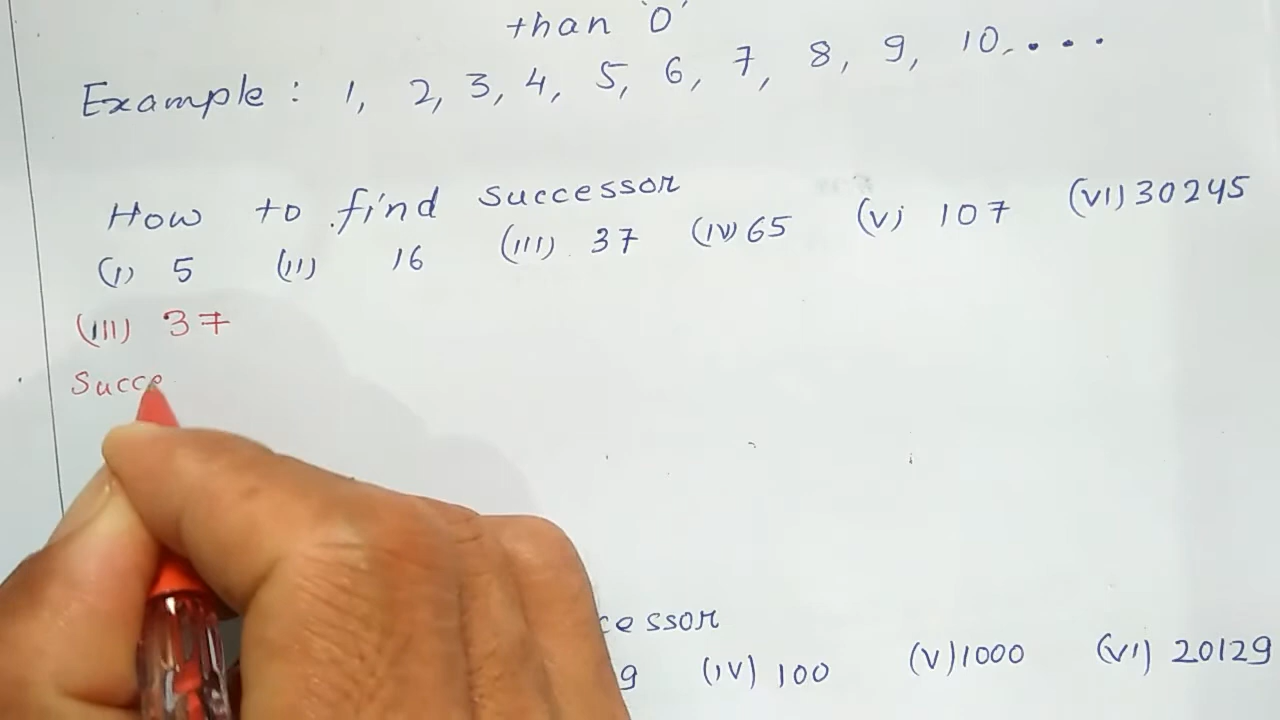 than '0'
Example : 1, 2, 3, 4, 5, 6, 7, 8, 9, 10, ....
How to find successor
(I) 5 (II) 16 (III) 37 (IV) 65 (V) 107 (VI) 30245
(III) 37
Succe
cessor
9 (IV) 100 (V) 1000 (VI) 20129